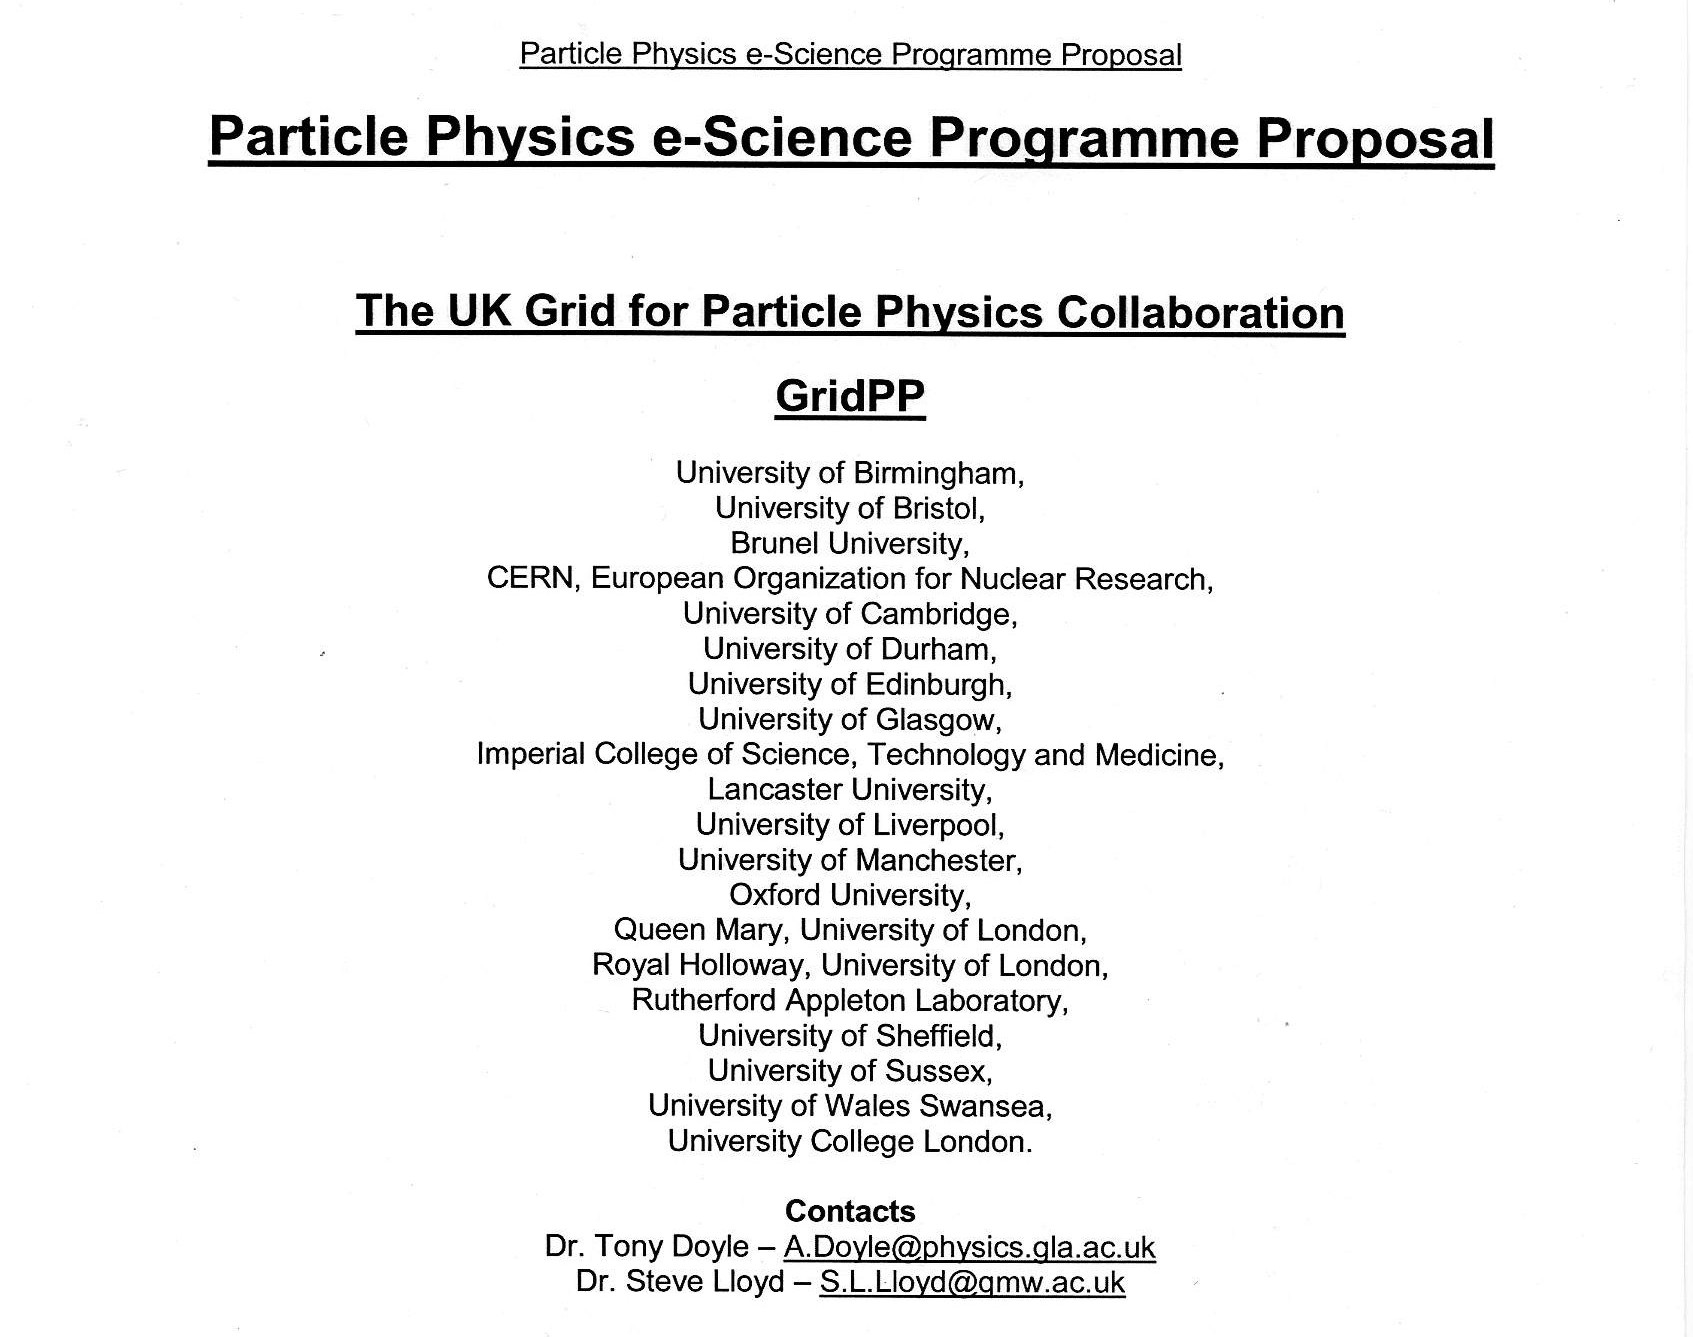 Particle Physics e-Science Programme Proposal
Particle Physics e-Science Programme Proposal
The UK Grid for Particle Physics Collaboration
GridPP
University of Birmingham,
University of Bristol,
Brunel University,
CERN, European Organization for Nuclear Research,
University of Cambridge,
University of Durham,
University of Edinburgh,
University of Glasgow,
Imperial College of Science, Technology and Medicine,
Lancaster University,
University of Liverpool,
University of Manchester,
Oxford University,
Queen Mary, University of London,
Royal Holloway, University of London,
Rutherford Appleton Laboratory,
University of Sheffield,
University of Sussex,
University of Wales Swansea,
University College London.
Contacts
Dr. Tony Doyle – A.Doyle@physics.gla.ac.uk
Dr. Steve Lloyd – S.L.Lloyd@qmw.ac.uk